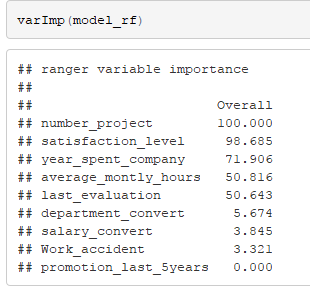 varImp(model_rf)
## ranger variable importance
##
##                      Overall
## number_project       100.000
## satisfaction_level    98.685
## year_spent_company    71.906
## average_montly_hours  50.816
## last_evaluation       50.643
## department_convert     5.674
## salary_convert         3.845
## Work_accident          3.321
## promotion_last_5years  0.000